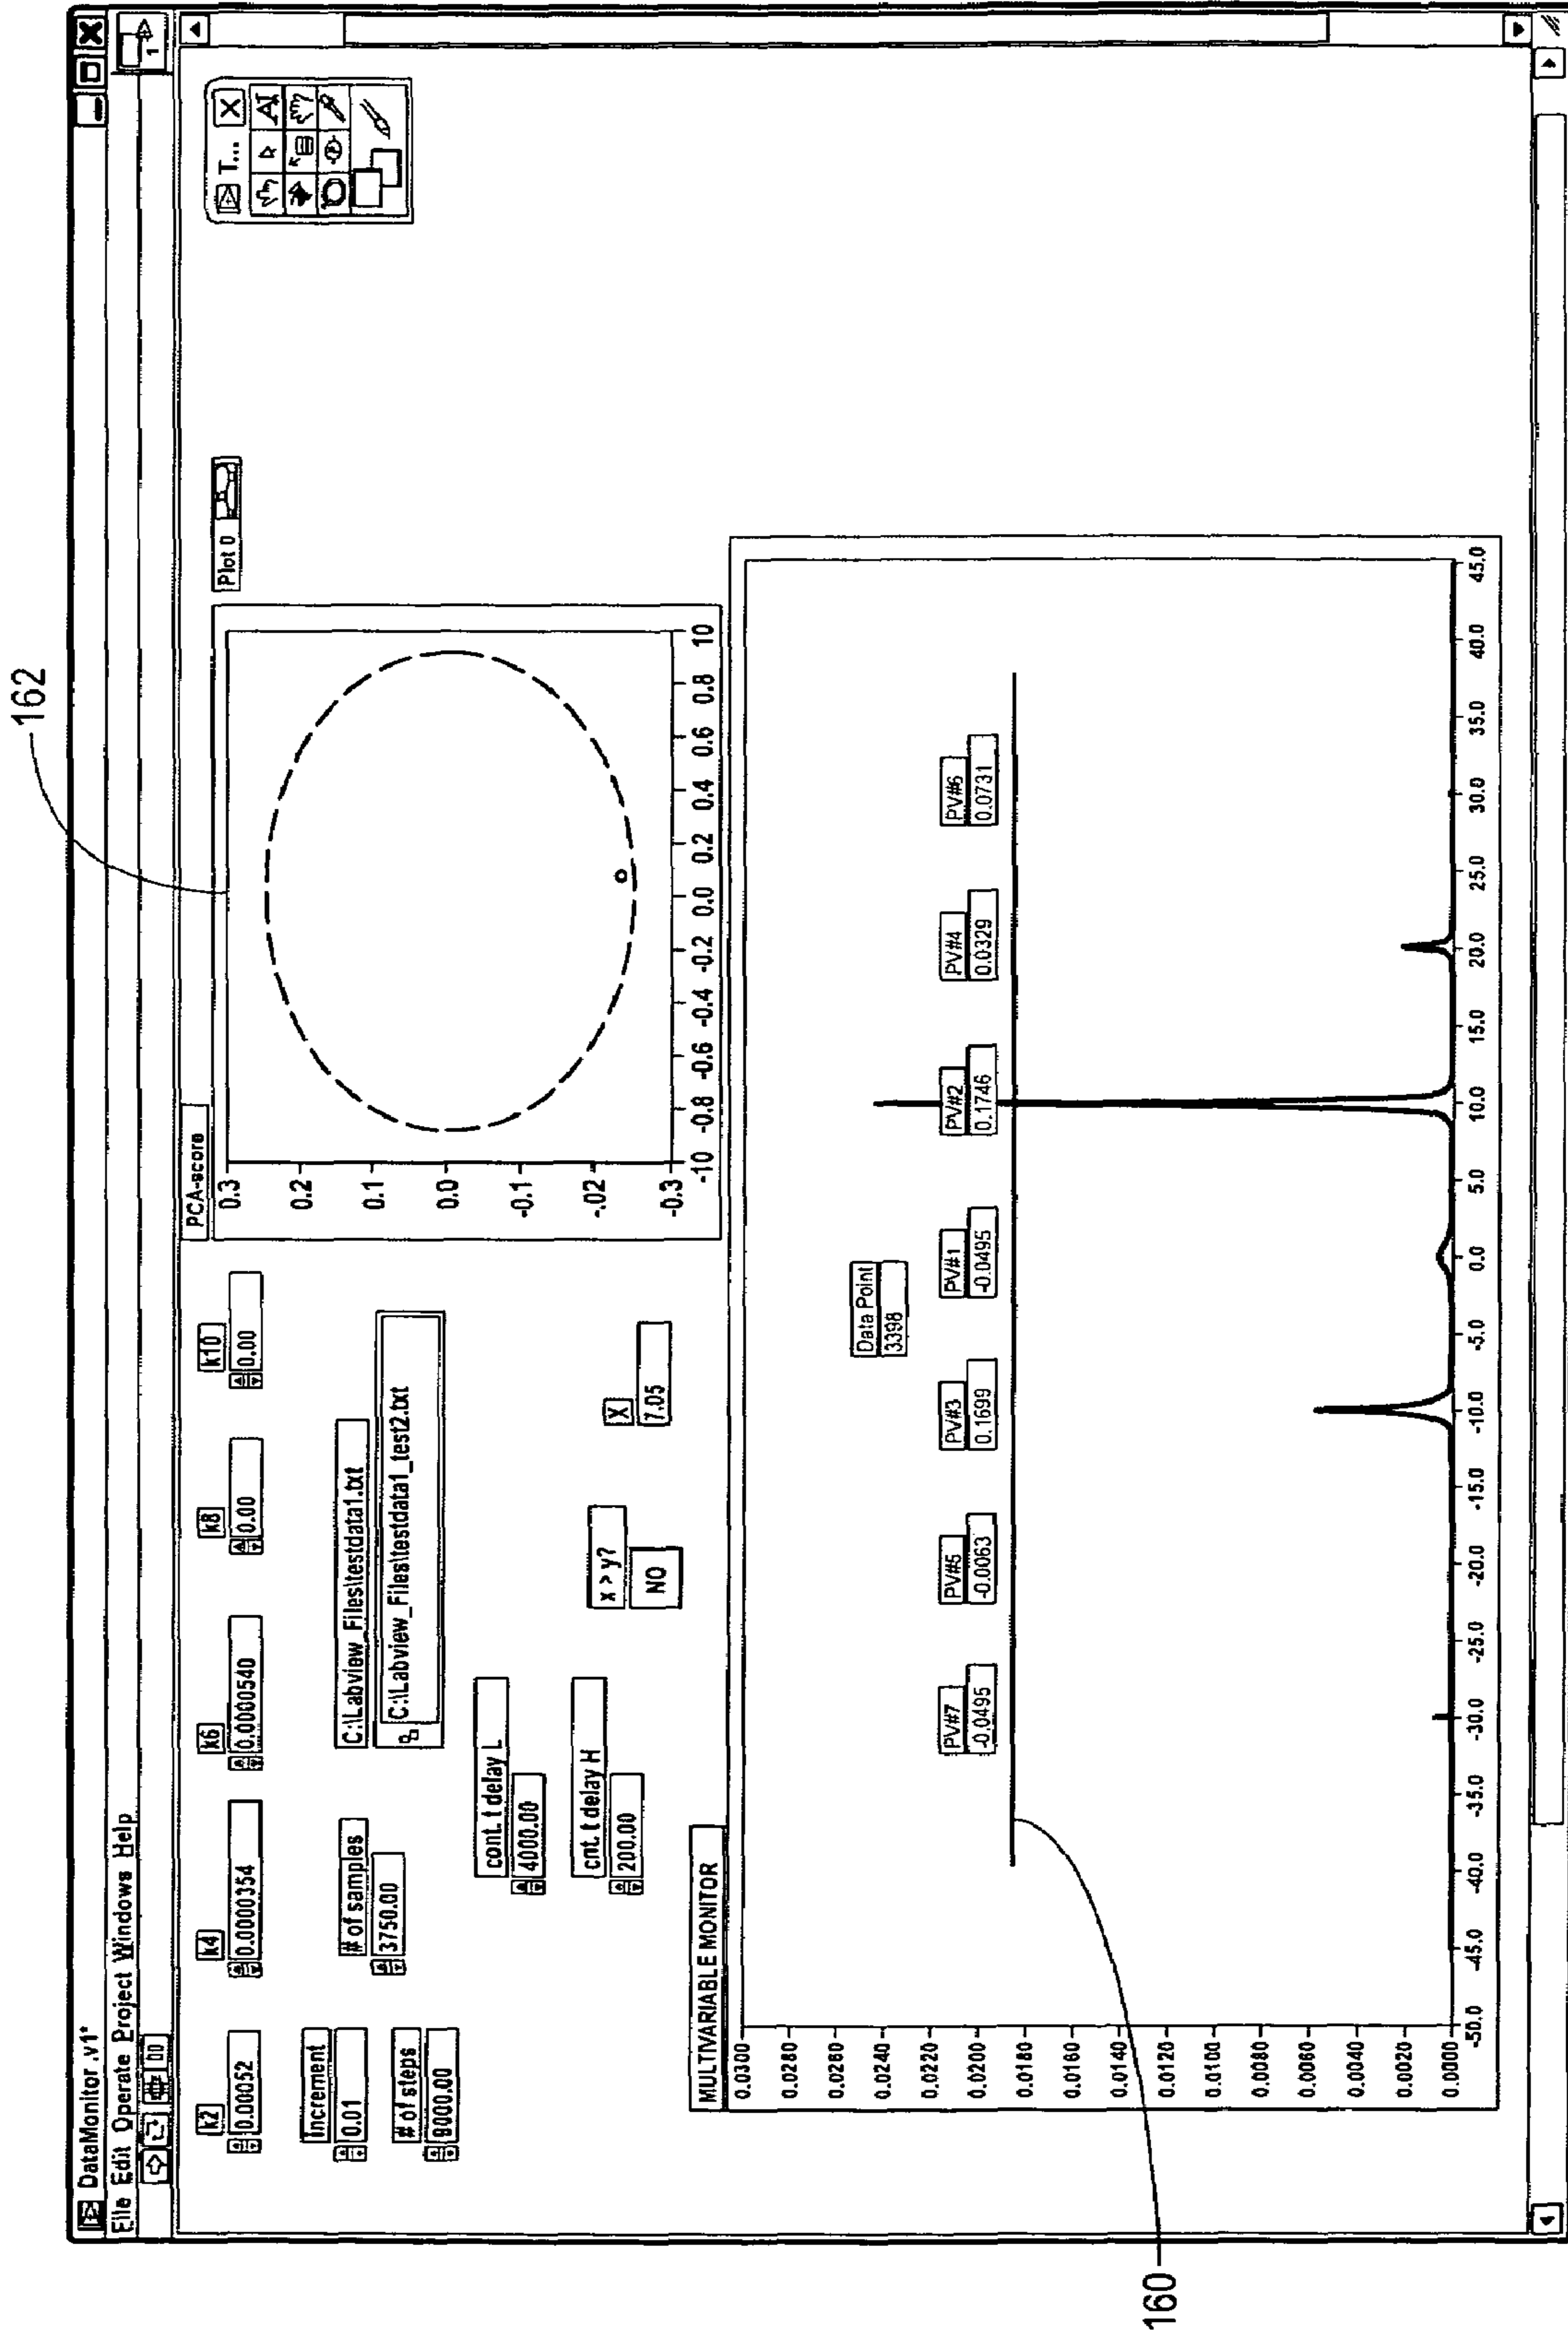 162
DataMonitor .v1*
File Edit Operate Project Windows Help
1
k2
0.00052
k4
0.0000354
k6
0.0000540
k8
0.00
k10
0.00
Increment
0.01
# of samples
3750.00
# of steps
9000.00
C:\Labview_Files\testdata1.txt
C:\Labview_Files\testdata1_test2.txt
cont. t delay L
4000.00
cnt. t delay H
200.00
x > y?
NO
X
7.05
PCA-score
Plot 0
0.3
0.2
0.1
0.0
-0.1
-.02
-0.3
-10 -0.8 -0.6 -0.4 -0.2 0.0 0.2 0.4 0.6 0.8 10
T... X
A
MULTIVARIABLE MONITOR
0.0300
0.0280
0.0240
0.0220
0.0200
0.0180
0.0160
0.0140
0.0120
0.0100
0.0080
0.0060
0.0040
0.0020
0.0000
Data Point
3398
PV#7
-0.0495
PV#5
-0.0063
PV#3
0.1699
PV#1
-0.0495
PV#2
0.1746
PV#4
0.0329
PV#6
0.0731
-50.0 -45.0 -40.0 -35.0 -30.0 -25.0 -20.0 -15.0 -10.0 -5.0 0.0 5.0 10.0 15.0 20.0 25.0 30.0 35.0 40.0 45.0
160